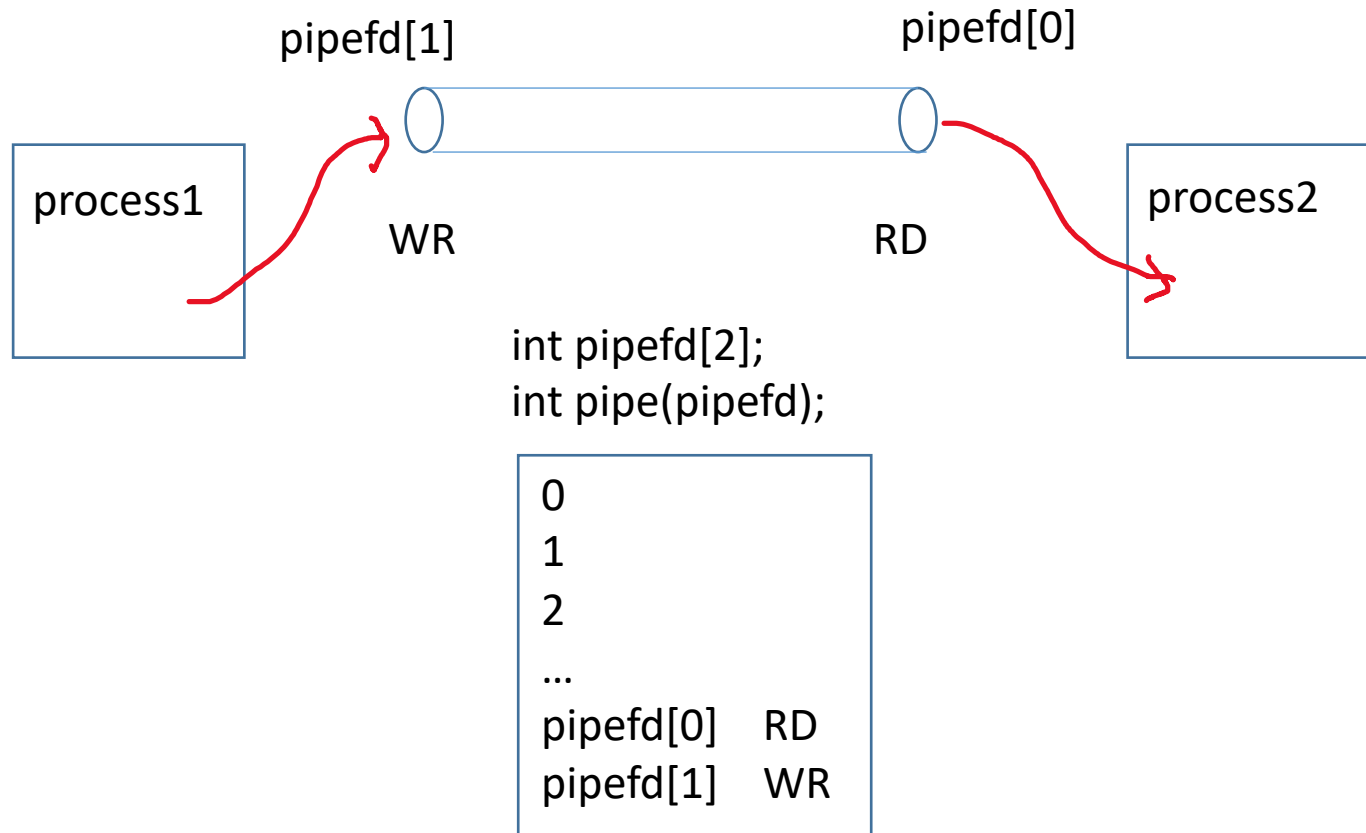 pipefd[1]
pipefd[0]
process1
process2
WR
RD
int pipefd[2];
int pipe(pipefd);
0
1
2
...
pipefd[0] RD
pipefd[1] WR